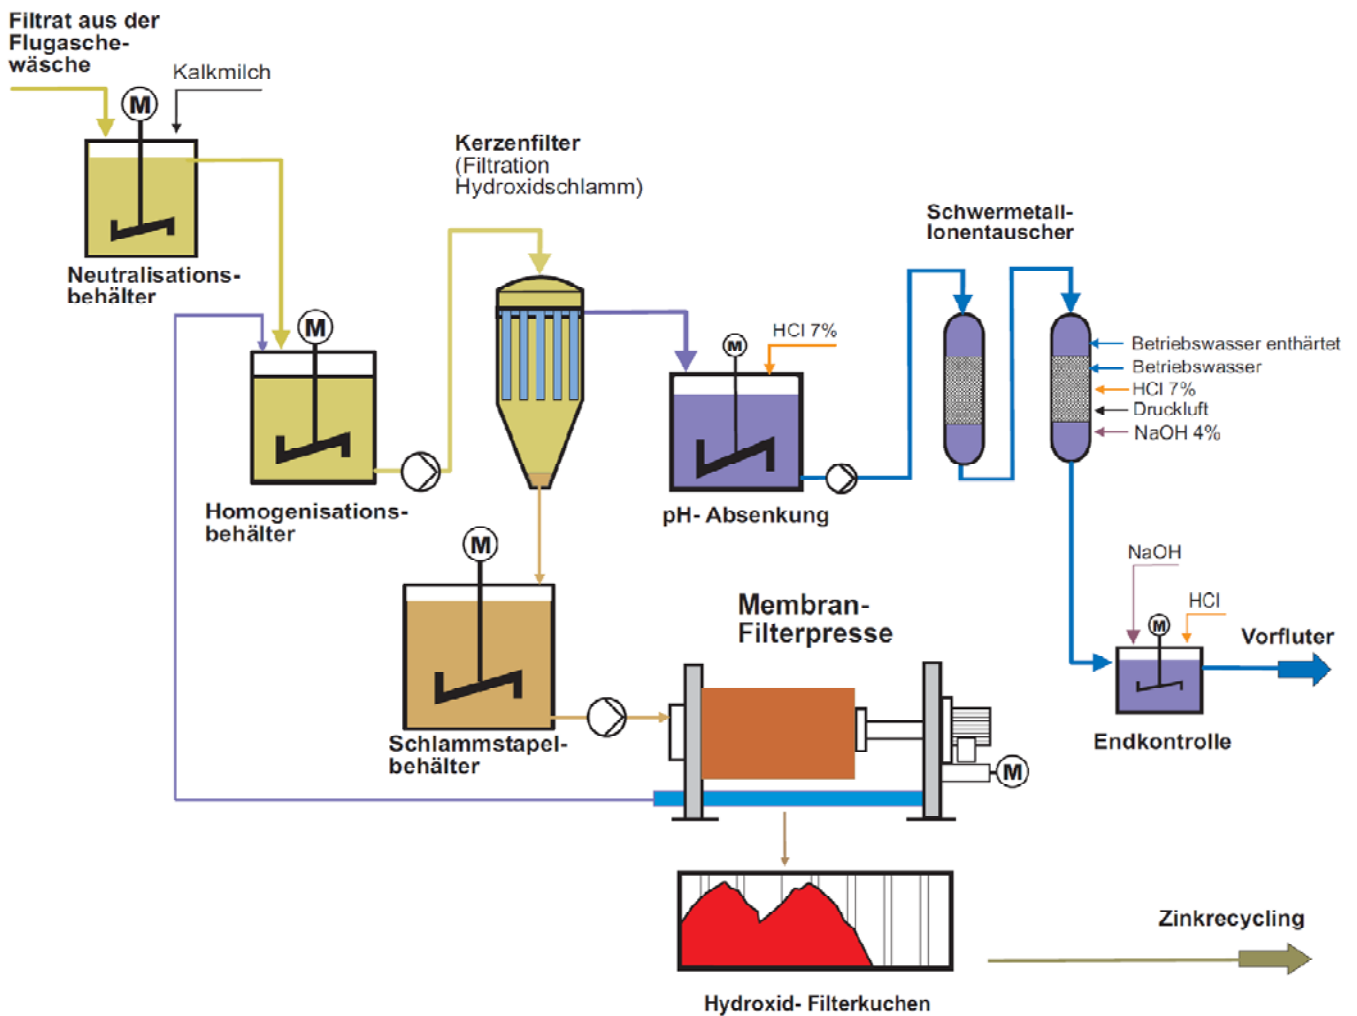 Filtrat aus der
Flugasche-
wäsche
Kalkmilch
M
Neutralisations-
behälter
M
Homogenisations-
behälter
Kerzenfilter
(Filtration
Hydroxidschlamm)
M
HCl 7%
pH- Absenkung
Schwermetall-
Ionentauscher
Betriebswasser enthärtet
Betriebswasser
HCl 7%
Druckluft
NaOH 4%
M
Schlammstapel-
behälter
Membran-
Filterpresse
M
NaOH
HCl
M
Vorfluter
Endkontrolle
Zinkrecycling
Hydroxid- Filterkuchen